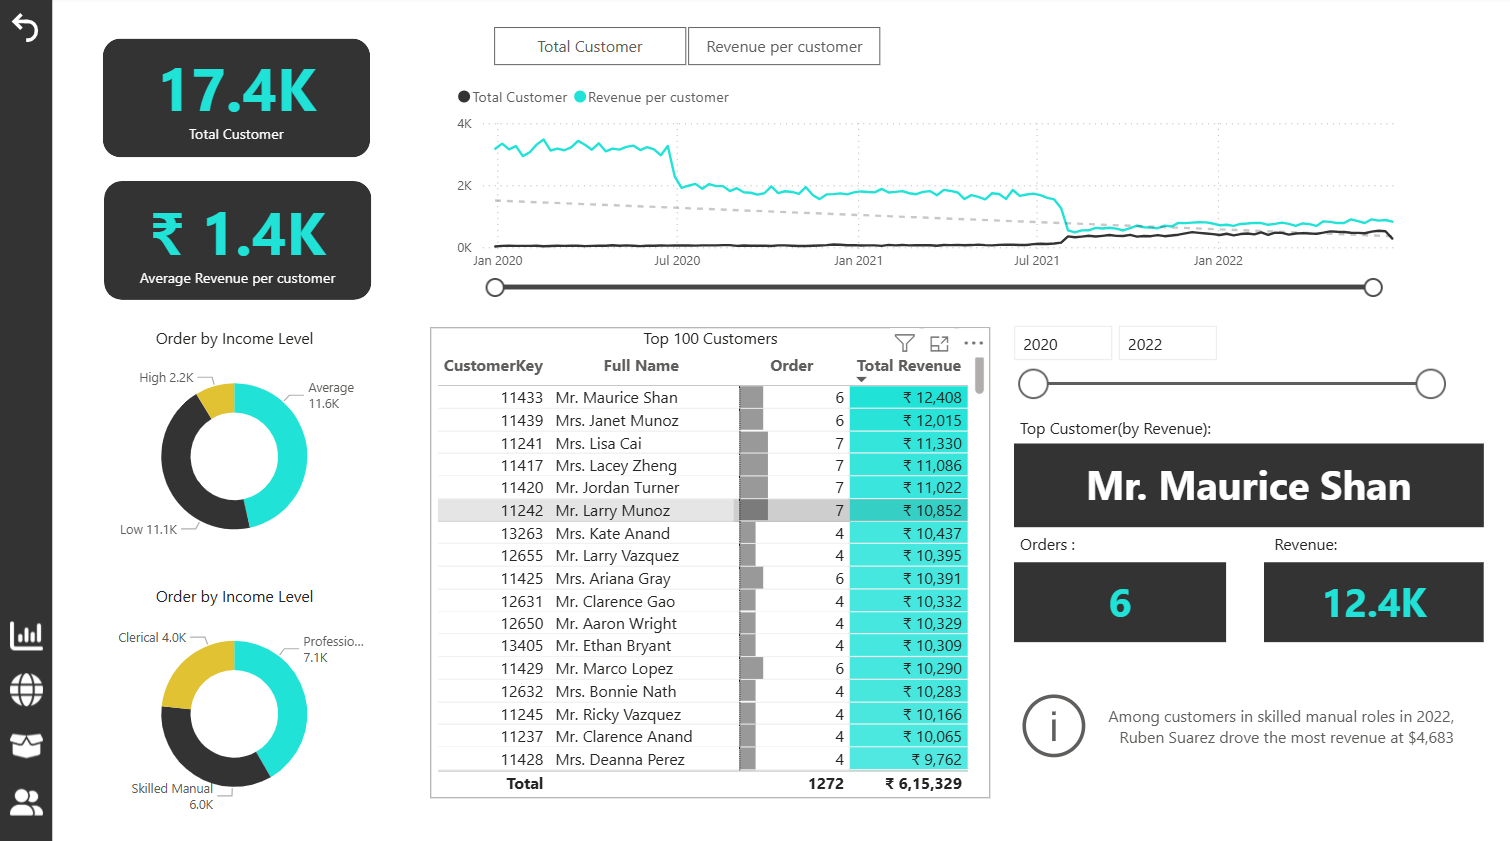 17.4K
Total Customer
₹ 1.4K
Average Revenue per customer
Total Customer
Revenue per customer
Total Customer Revenue per customer
4K
2K
0K
Jan 2020 Jul 2020 Jan 2021 Jul 2021 Jan 2022
Order by Income Level
High 2.2K
Average
11.6K
Low 11.1K
Order by Income Level
Clerical 4.0K
Professio...
7.1K
Skilled Manual
6.0K
Top 100 Customers
CustomerKey Full Name Order Total Revenue
11433 Mr. Maurice Shan 6 ₹ 12,408
11439 Mrs. Janet Munoz 6 ₹ 12,015
11241 Mrs. Lisa Cai 7 ₹ 11,330
11417 Mrs. Lacey Zheng 7 ₹ 11,086
11420 Mr. Jordan Turner 7 ₹ 11,022
11242 Mr. Larry Munoz 7 ₹ 10,852
13263 Mrs. Kate Anand 4 ₹ 10,437
12655 Mr. Larry Vazquez 4 ₹ 10,395
11425 Mrs. Ariana Gray 6 ₹ 10,391
12631 Mr. Clarence Gao 4 ₹ 10,332
12650 Mr. Aaron Wright 4 ₹ 10,329
13405 Mr. Ethan Bryant 4 ₹ 10,309
11429 Mr. Marco Lopez 6 ₹ 10,290
12632 Mrs. Bonnie Nath 4 ₹ 10,283
11245 Mr. Ricky Vazquez 4 ₹ 10,166
11237 Mr. Clarence Anand 4 ₹ 10,065
11428 Mrs. Deanna Perez 4 ₹ 9,762
Total 1272 ₹ 6,15,329
2020 2022
Top Customer(by Revenue):
Mr. Maurice Shan
Orders : Revenue:
6 12.4K
i
Among customers in skilled manual roles in 2022,
Ruben Suarez drove the most revenue at $4,683